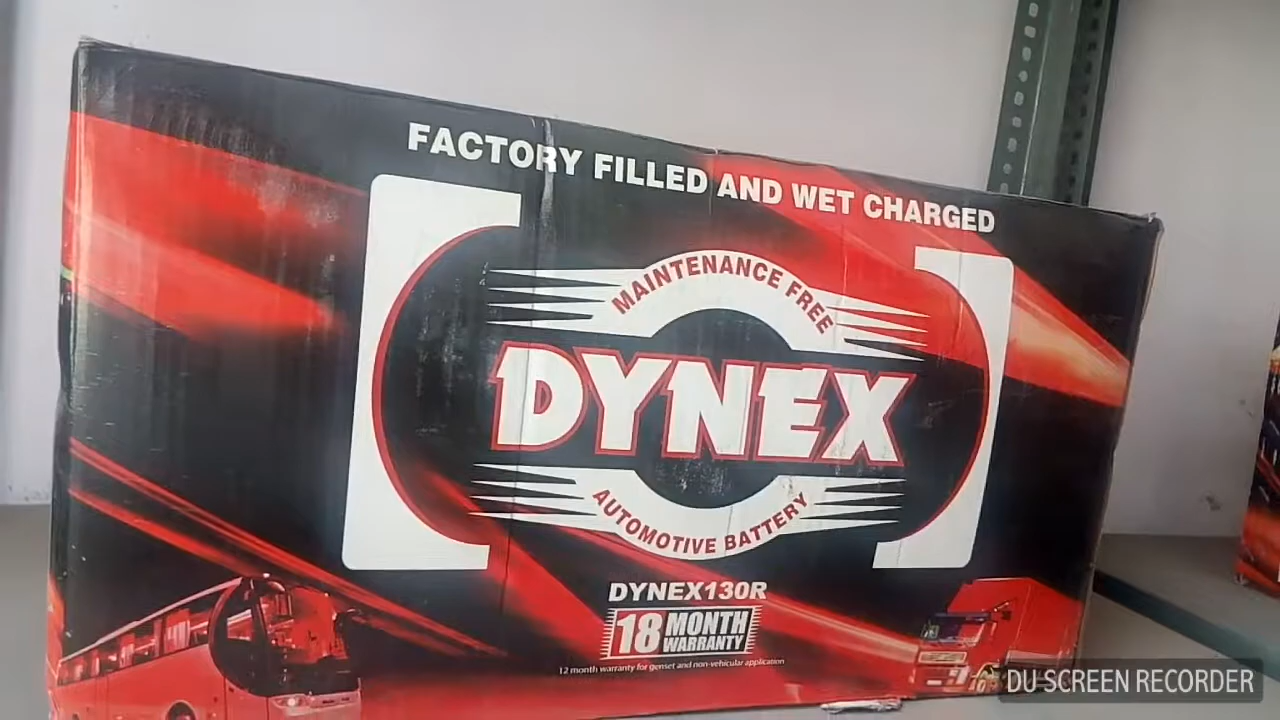 FACTORY FILLED AND WET CHARGED
MAINTENANCE FREE
DYNEX
AUTOMOTIVE BATTERY
DYNEX130R
18 MONTH
WARRANTY
12 month warranty for genset and non-vehicular application
DU SCREEN RECORDER